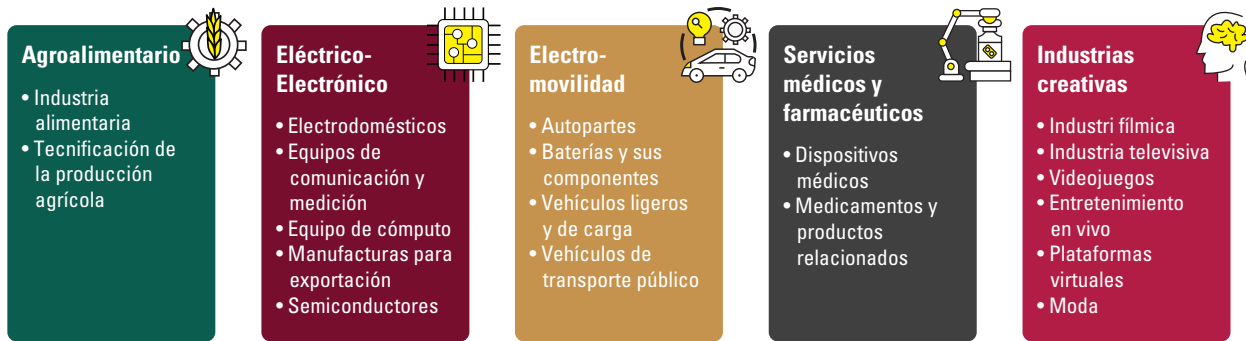 Agroalimentario
• Industria
alimentaria
• Tecnificación de
la producción
agrícola
Eléctrico-
Electrónico
• Electrodomésticos
• Equipos de
comunicación y
medición
• Equipo de cómputo
• Manufacturas para
exportación
• Semiconductores
Electro-
movilidad
• Autopartes
• Baterías y sus
componentes
• Vehículos ligeros
y de carga
• Vehículos de
transporte público
Servicios
médicos y
farmacéuticos
• Dispositivos
médicos
• Medicamentos y
productos
relacionados
Industrias
creativas
• Industri fílmica
• Industria televisiva
• Videojuegos
• Entretenimiento
en vivo
• Plataformas
virtuales
• Moda